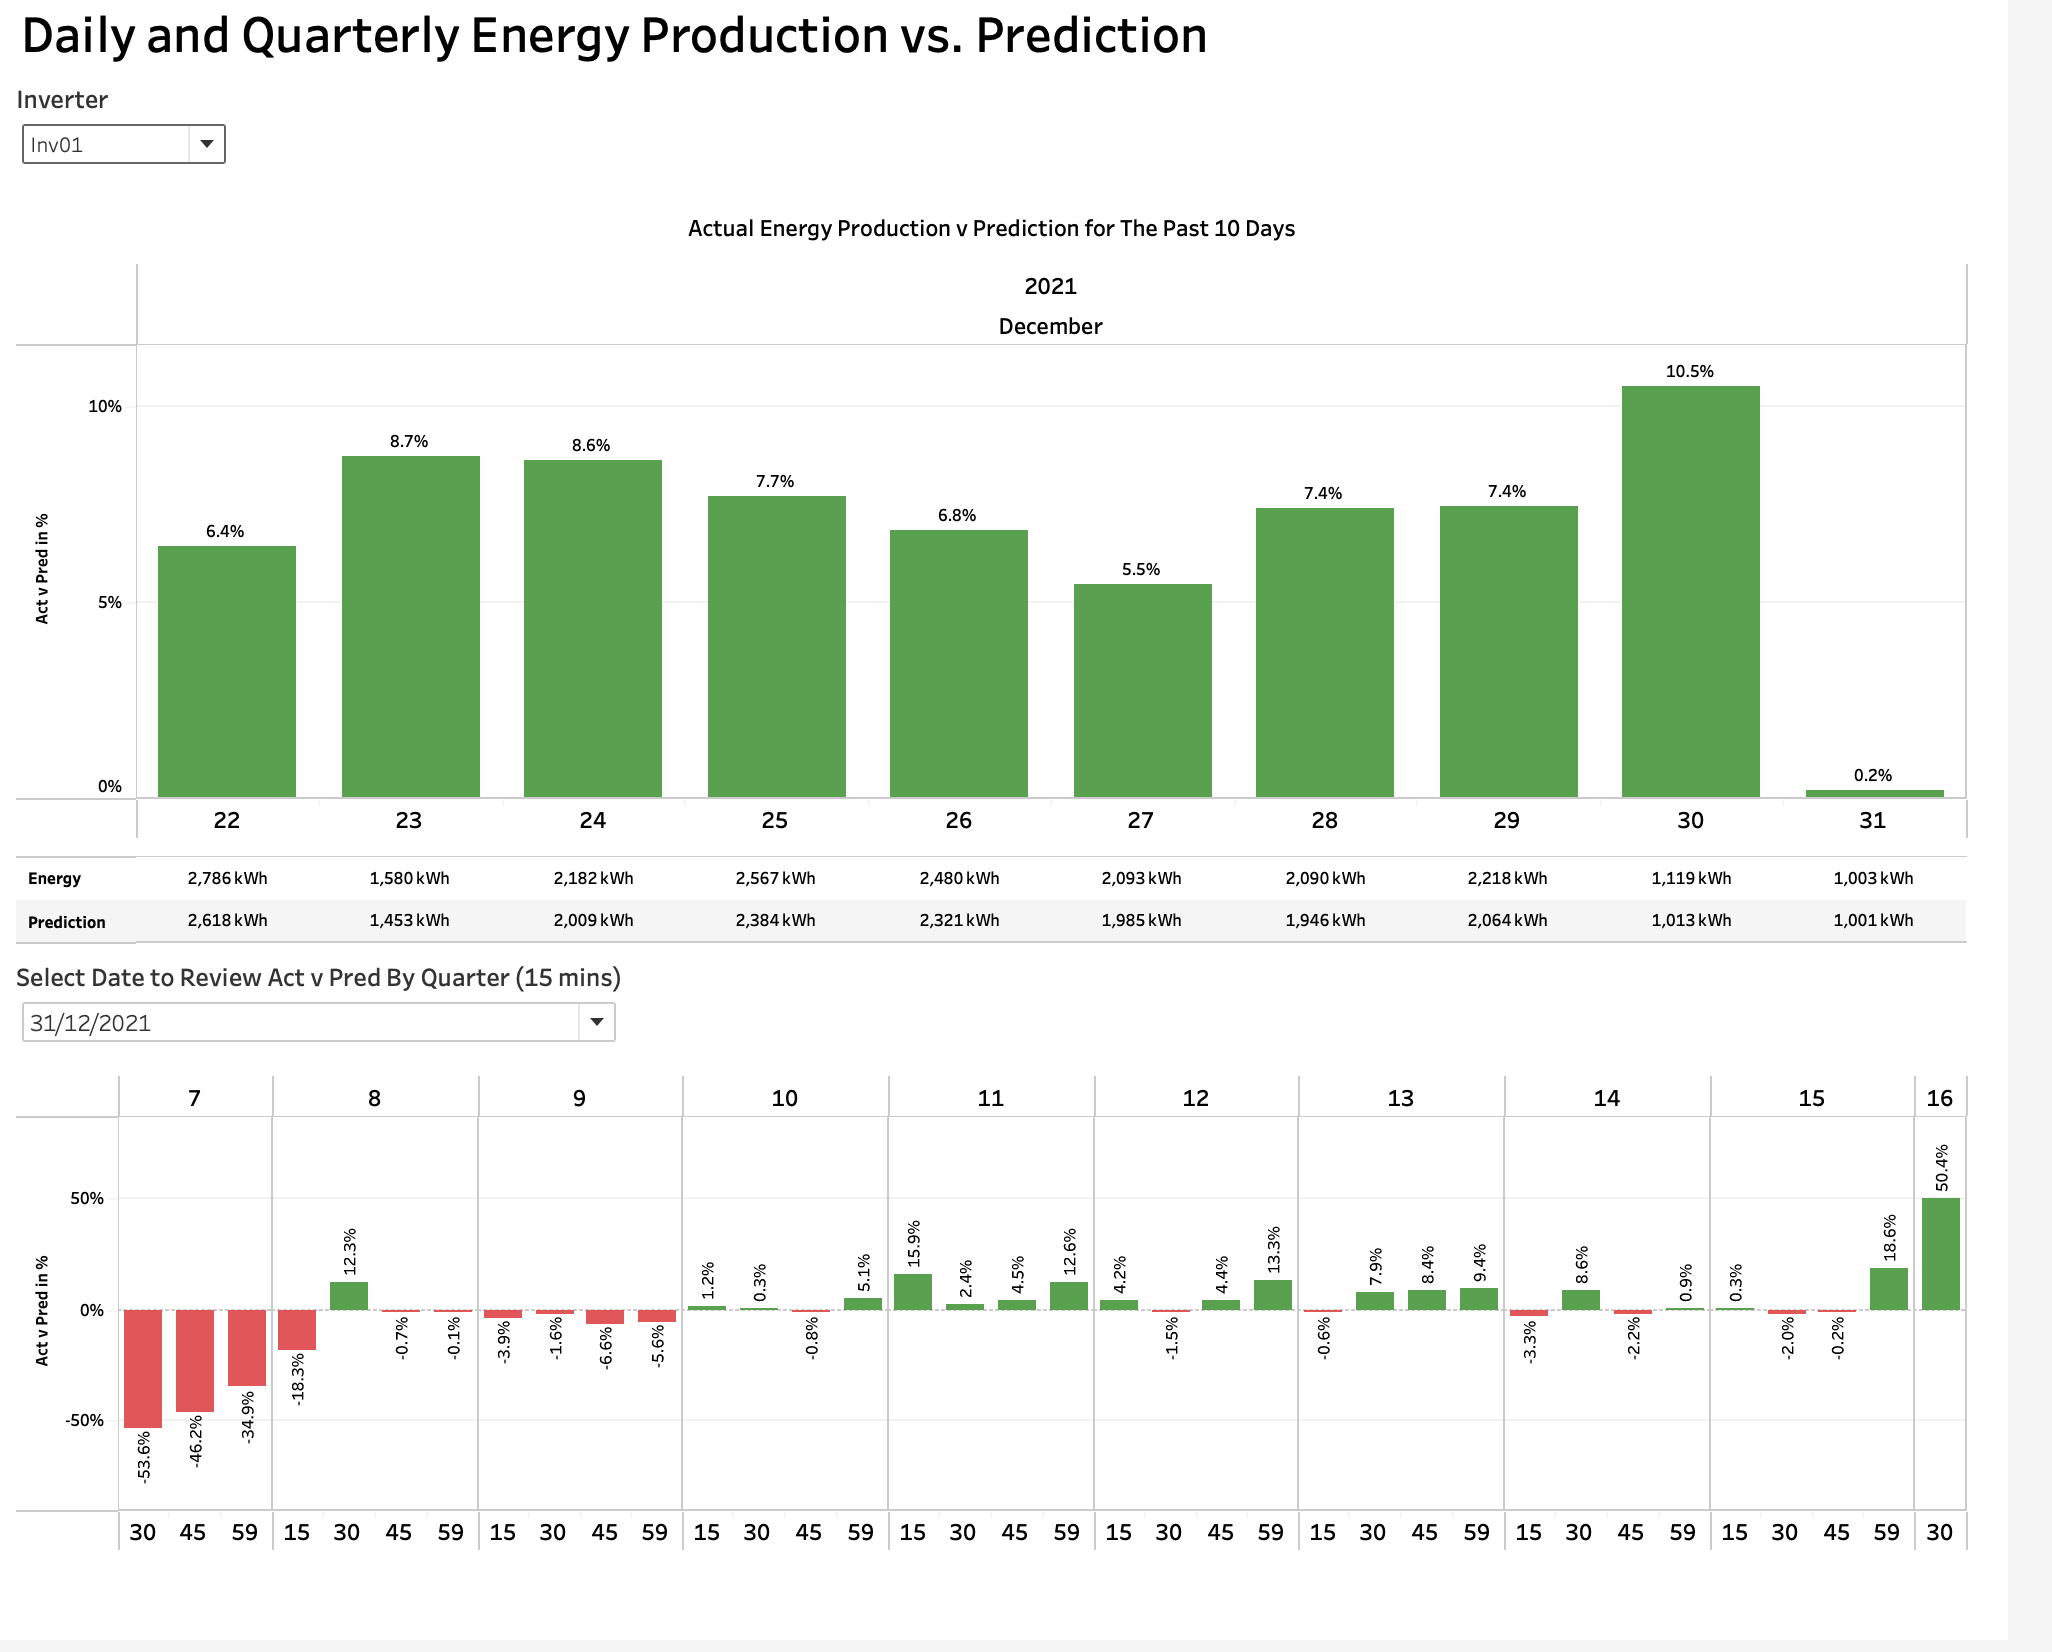 Daily and Quarterly Energy Production vs. Prediction
Inverter
Inv01
Actual Energy Production v Prediction for The Past 10 Days
2021
December
Act v Pred in %
10%
5%
0%
6.4% 8.7% 8.6% 7.7% 6.8% 5.5% 7.4% 7.4% 10.5% 0.2%
22 23 24 25 26 27 28 29 30 31
Energy 2,786 kWh 1,580 kWh 2,182 kWh 2,567 kWh 2,480 kWh 2,093 kWh 2,090 kWh 2,218 kWh 1,119 kWh 1,003 kWh
Prediction 2,618 kWh 1,453 kWh 2,009 kWh 2,384 kWh 2,321 kWh 1,985 kWh 1,946 kWh 2,064 kWh 1,013 kWh 1,001 kWh
Select Date to Review Act v Pred By Quarter (15 mins)
31/12/2021
7 8 9 10 11 12 13 14 15 16
Act v Pred in %
50%
0%
-50%
-53.6% -46.2% -34.9% -18.3% 12.3% -0.7% -0.1% -3.9% -1.6% -6.6% -5.6% 1.2% 0.3% -0.8% 5.1% 15.9% 2.4% 4.5% 12.6% 4.2% -1.5% 4.4% 13.3% -0.6% 7.9% 8.4% 9.4% -3.3% 8.6% -2.2% 0.9% 0.3% -2.0% -0.2% 18.6% 50.4%
30 45 59 15 30 45 59 15 30 45 59 15 30 45 59 15 30 45 59 15 30 45 59 15 30 45 59 15 30 45 59 15 30 45 59 30